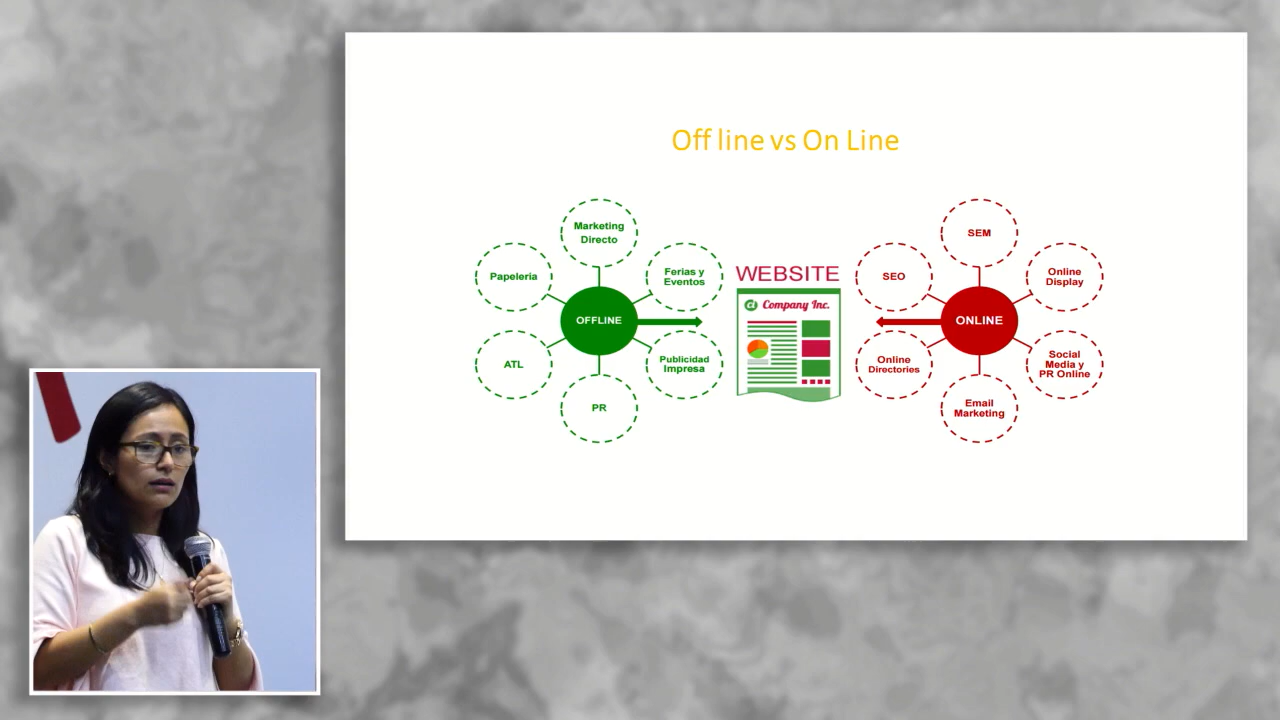 Off line vs On Line
Marketing
Directo
Papeleria
Ferias y
Eventos
OFFLINE
ATL
Publicidad
Impresa
PR
WEBSITE
ci Company Inc.
SEM
SEO
Online
Display
ONLINE
Online
Directories
Social
Media y
PR Online
Email
Marketing